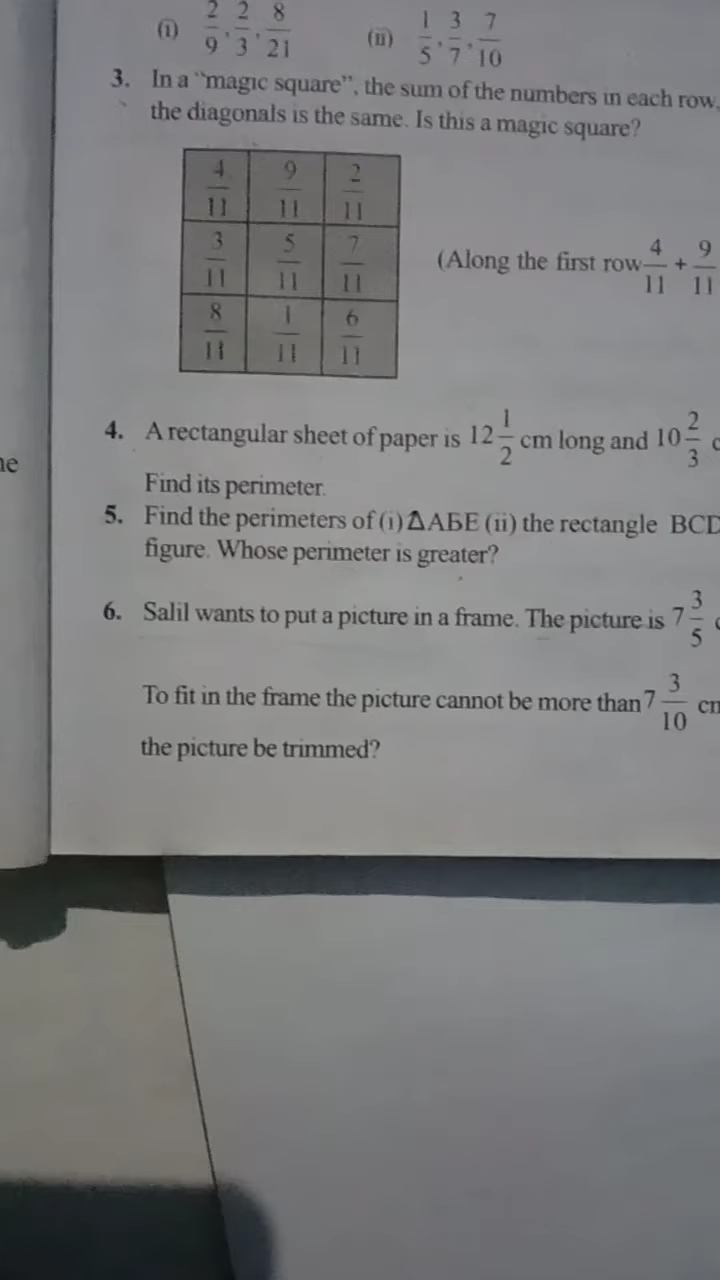 (i) 2/9, 2/3, 8/21 (ii) 1/5, 3/7, 7/10
3. In a "magic square", the sum of the numbers in each row,
the diagonals is the same. Is this a magic square?
4/11 9/11 2/11
3/11 5/11 7/11
8/11 1/11 6/11
(Along the first row 4/11 + 9/11
4. A rectangular sheet of paper is 12 1/2 cm long and 10 2/3 c
Find its perimeter.
5. Find the perimeters of (i) ΔABE (ii) the rectangle BCD
figure. Whose perimeter is greater?
6. Salil wants to put a picture in a frame. The picture is 7 3/5 c
To fit in the frame the picture cannot be more than 7 3/10 cm
the picture be trimmed?